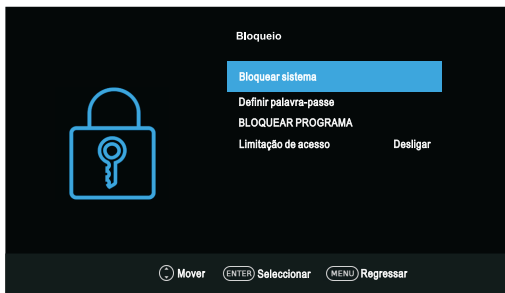 Bloqueio
Bloquear sistema
Definir palavra-passe
BLOQUEAR PROGRAMA
Limitação de acesso Desligar
Mover ENTER Seleccionar MENU Regressar